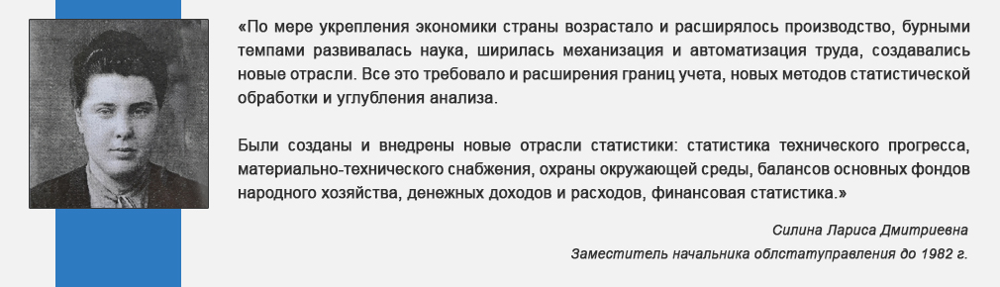 «По мере укрепления экономики страны возрастало и расширялось производство, бурными
темпами развивалась наука, ширилась механизация и автоматизация труда, создавались
новые отрасли. Все это требовало и расширения границ учета, новых методов статистической
обработки и углубления анализа.
Были созданы и внедрены новые отрасли статистики: статистика технического прогресса,
материально-технического снабжения, охраны окружающей среды, балансов основных фондов
народного хозяйства, денежных доходов и расходов, финансовая статистика.»
Силина Лариса Дмитриевна
Заместитель начальника облстатуправления до 1982 г.